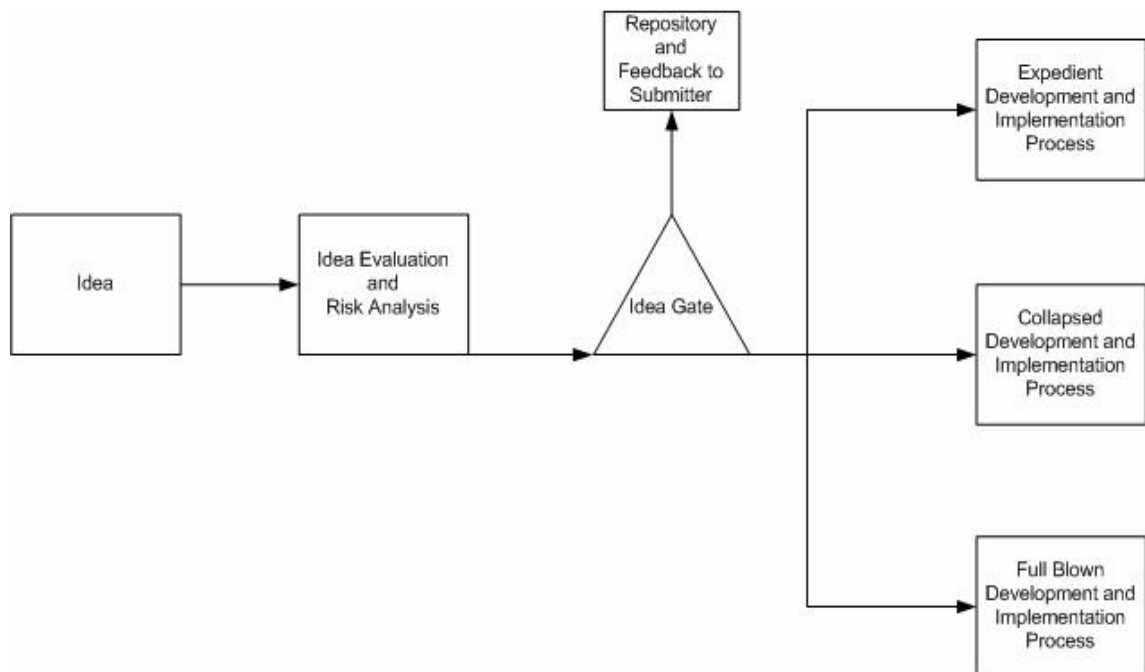 Repository
and
Feedback to
Submitter
Expedient
Development and
Implementation
Process
Idea
Idea Evaluation
and
Risk Analysis
Idea Gate
Collapsed
Development and
Implementation
Process
Full Blown
Development and
Implementation
Process